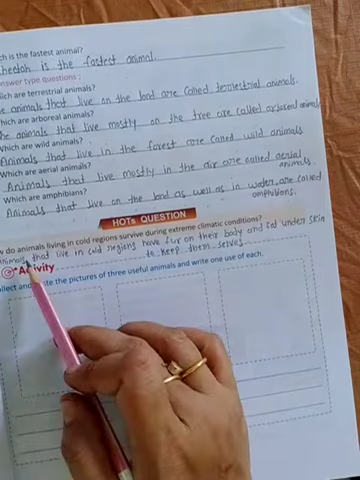 ch is the fastest animal?
cheetah is the fastest animal.
nswer type questions :
ich are terrestrial animals?
he animals that live on the land are called terrestrial animals.
hich are arboreal animals?
he animals that live mostly on the tree are called arboreal animals
hich are wild animals?
Animals that live in the forest are called wild animals
Which are aerial animals?
Animals that live mostly in the air are called aerial
animals.
Which are amphibians?
Animals that live on the land as well as in water are called
amphibians.
HOTs QUESTION
w do animals living in cold regions survive during extreme climatic conditions?
Animals that live in cold regions have fur on their body and fat under skin
to keep them selves
Activity
llect and te the pictures of three useful animals and write one use of each.